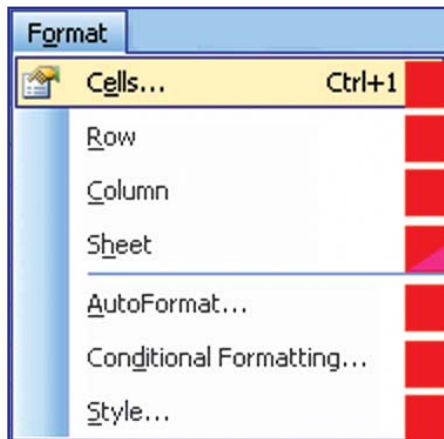 Format
Cells... Ctrl+1
Row
Column
Sheet
AutoFormat...
Conditional Formatting...
Style...